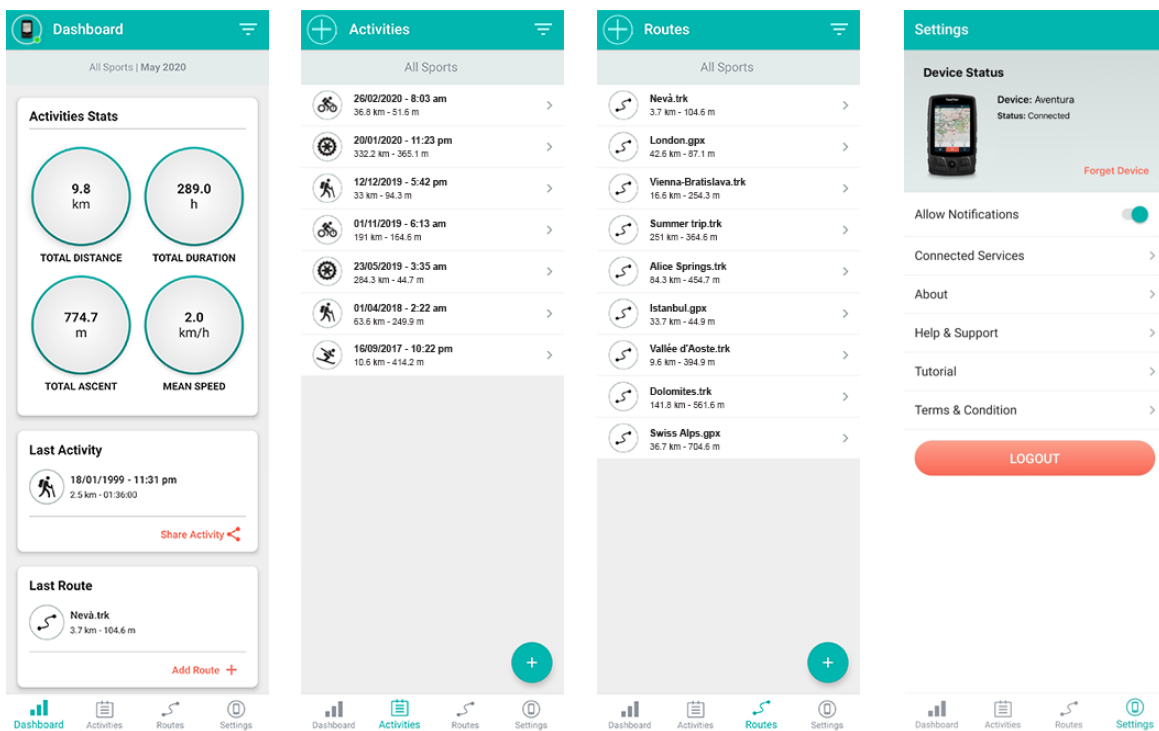 Dashboard
All Sports | May 2020
Activities Stats
9.8
km
289.0
h
TOTAL DISTANCE
TOTAL DURATION
774.7
m
2.0
km/h
TOTAL ASCENT
MEAN SPEED
Last Activity
18/01/1999 - 11:31 pm
2.5 km - 01:36:00
Share Activity
Last Route
Nevà.trk
3.7 km - 104.6 m
Add Route
Dashboard
Activities
Routes
Settings
Activities
All Sports
26/02/2020 - 8:03 am
36.8 km - 51.6 m
20/01/2020 - 11:23 pm
332.2 km - 365.1 m
12/12/2019 - 5:42 pm
33 km - 94.3 m
01/11/2019 - 6:13 am
191 km - 164.6 m
23/05/2019 - 3:35 am
284.3 km - 44.7 m
01/04/2018 - 2:22 am
63.6 km - 249.9 m
16/09/2017 - 10:22 pm
10.6 km - 414.2 m
Dashboard
Activities
Routes
Settings
Routes
All Sports
Nevà.trk
3.7 km - 104.6 m
London.gpx
42.6 km - 87.1 m
Vienna-Bratislava.trk
16.6 km - 254.3 m
Summer trip.trk
251 km - 364.6 m
Alice Springs.trk
84.3 km - 454.7 m
Istanbul.gpx
33.7 km - 44.9 m
Vallée d'Aoste.trk
9.6 km - 394.9 m
Dolomites.trk
141.8 km - 561.6 m
Swiss Alps.gpx
36.7 km - 704.6 m
Dashboard
Activities
Routes
Settings
Settings
Device Status
Device: Aventura
Status: Connected
Forget Device
Allow Notifications
Connected Services
About
Help & Support
Tutorial
Terms & Condition
LOGOUT
Dashboard
Activities
Routes
Settings